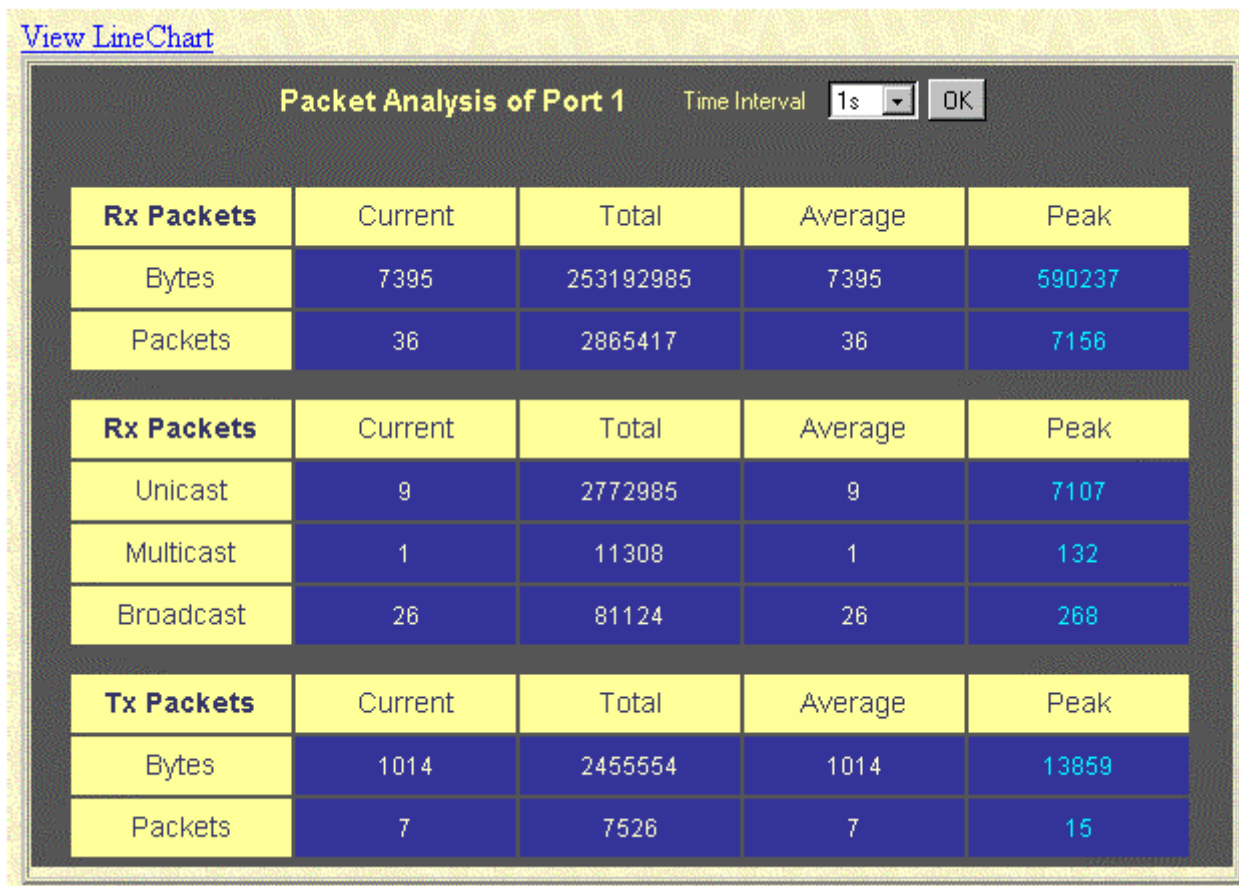 View LineChart
Packet Analysis of Port 1 Time Interval 1s OK
Rx Packets Current Total Average Peak
Bytes 7395 253192985 7395 590237
Packets 36 2865417 36 7156
Rx Packets Current Total Average Peak
Unicast 9 2772985 9 7107
Multicast 1 11308 1 132
Broadcast 26 81124 26 268
Tx Packets Current Total Average Peak
Bytes 1014 2455554 1014 13859
Packets 7 7526 7 15